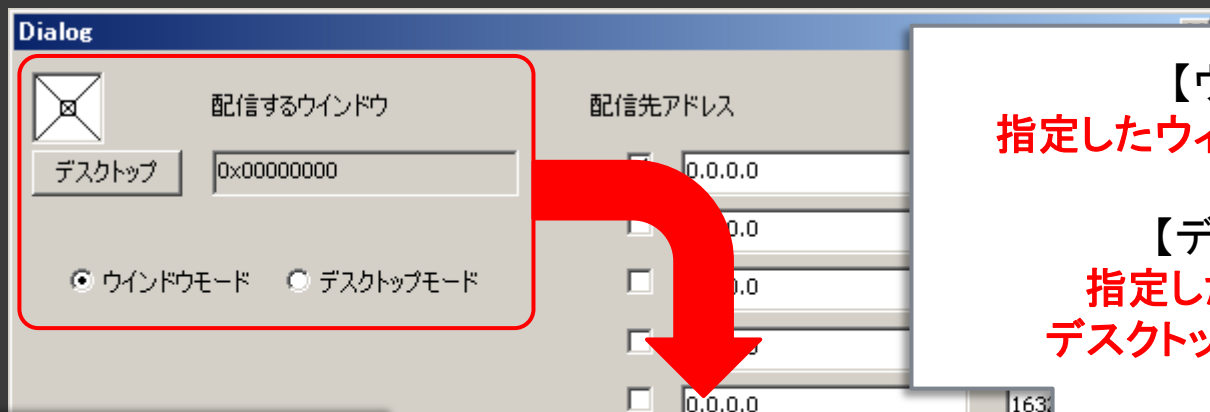 Dialog
配信するウインドウ
配信先アドレス
デスクトップ
0x00000000
0.0.0.0
0.0
ウインドウモード
デスクトップモード
0.0.0.0
163
【ウ
指定したウィ
【デ
指定し
デスクトッ